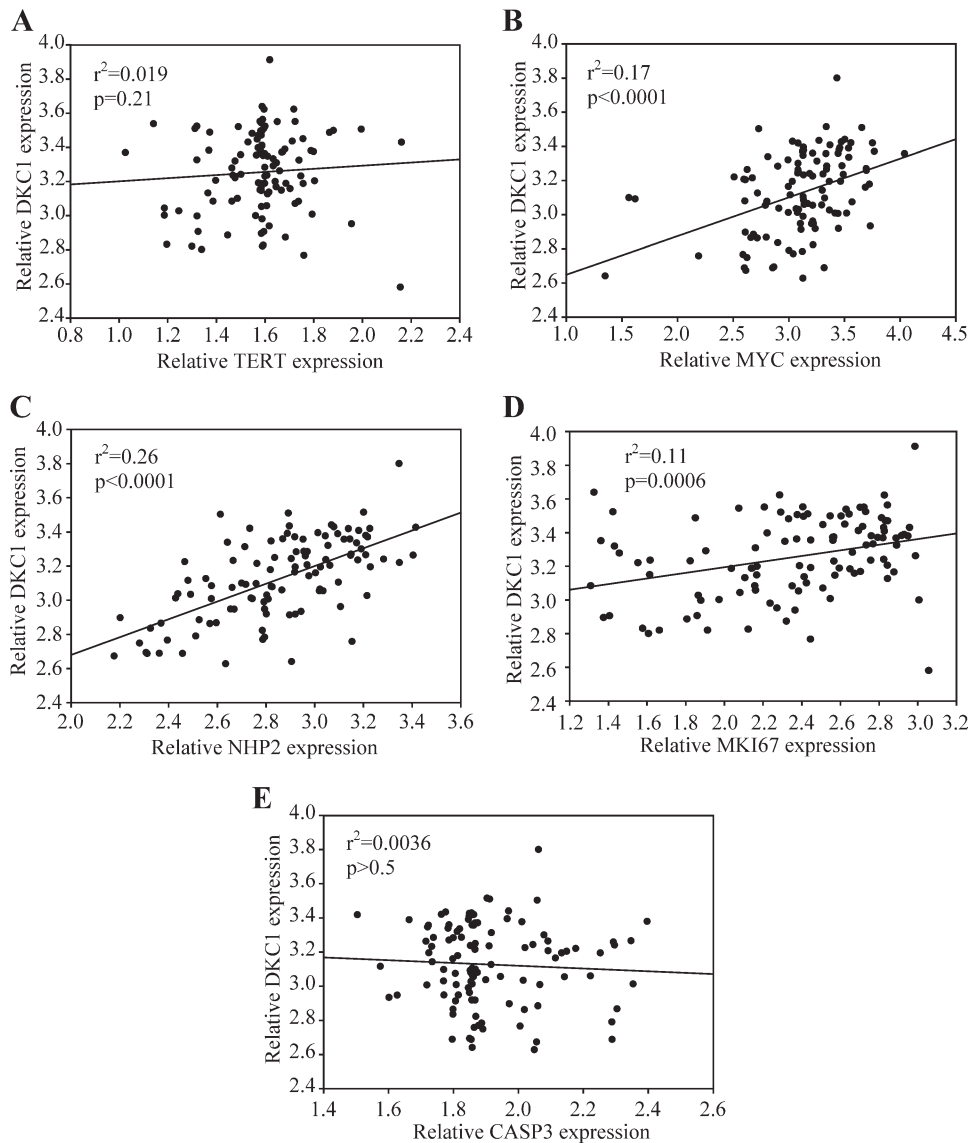 A
r²=0.019
p=0.21
Relative DKC1 expression
4.0
3.8
3.6
3.4
3.2
3.0
2.8
2.6
2.4
0.8 1.0 1.2 1.4 1.6 1.8 2.0 2.2 2.4
Relative TERT expression
B
r²=0.17
p<0.0001
Relative DKC1 expression
4.0
3.8
3.6
3.4
3.2
3.0
2.8
2.6
2.4
1.0 1.5 2.0 2.5 3.0 3.5 4.0 4.5
Relative MYC expression
C
r²=0.26
p<0.0001
Relative DKC1 expression
4.0
3.8
3.6
3.4
3.2
3.0
2.8
2.6
2.4
2.0 2.2 2.4 2.6 2.8 3.0 3.2 3.4 3.6
Relative NHP2 expression
D
r²=0.11
p=0.0006
Relative DKC1 expression
4.0
3.8
3.6
3.4
3.2
3.0
2.8
2.6
2.4
1.2 1.4 1.6 1.8 2.0 2.2 2.4 2.6 2.8 3.0 3.2
Relative MKI67 expression
E
r²=0.0036
p>0.5
Relative DKC1 expression
4.0
3.8
3.6
3.4
3.2
3.0
2.8
2.6
2.4
1.4 1.6 1.8 2.0 2.2 2.4 2.6
Relative CASP3 expression